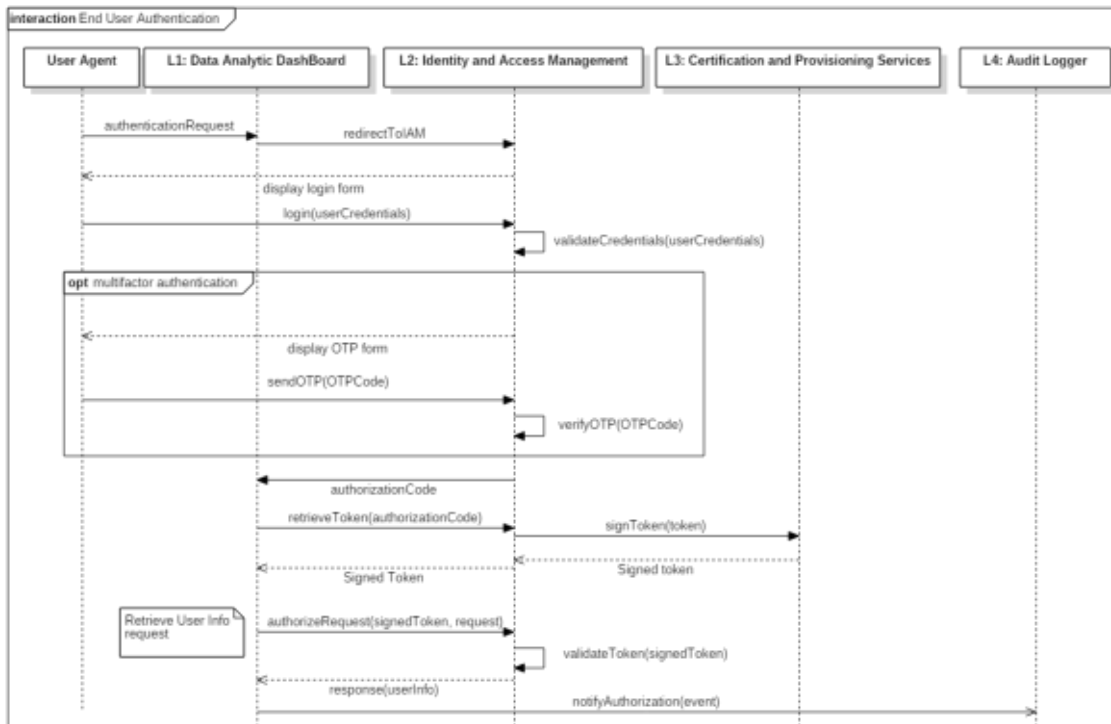 interaction End User Authentication
User Agent
L1: Data Analytic DashBoard
L2: Identity and Access Management
L3: Certification and Provisioning Services
L4: Audit Logger
authenticationRequest
redirectToIAM
display login form
login(userCredentials)
validateCredentials(userCredentials)
opt multifactor authentication
display OTP form
sendOTP(OTPCode)
verifyOTP(OTPCode)
authorizationCode
retrieveToken(authorizationCode)
signToken(token)
Signed Token
Signed token
Retrieve User Info
request
authorizeRequest(signedToken, request)
validateToken(signedToken)
response(userInfo)
notifyAuthorization(event)